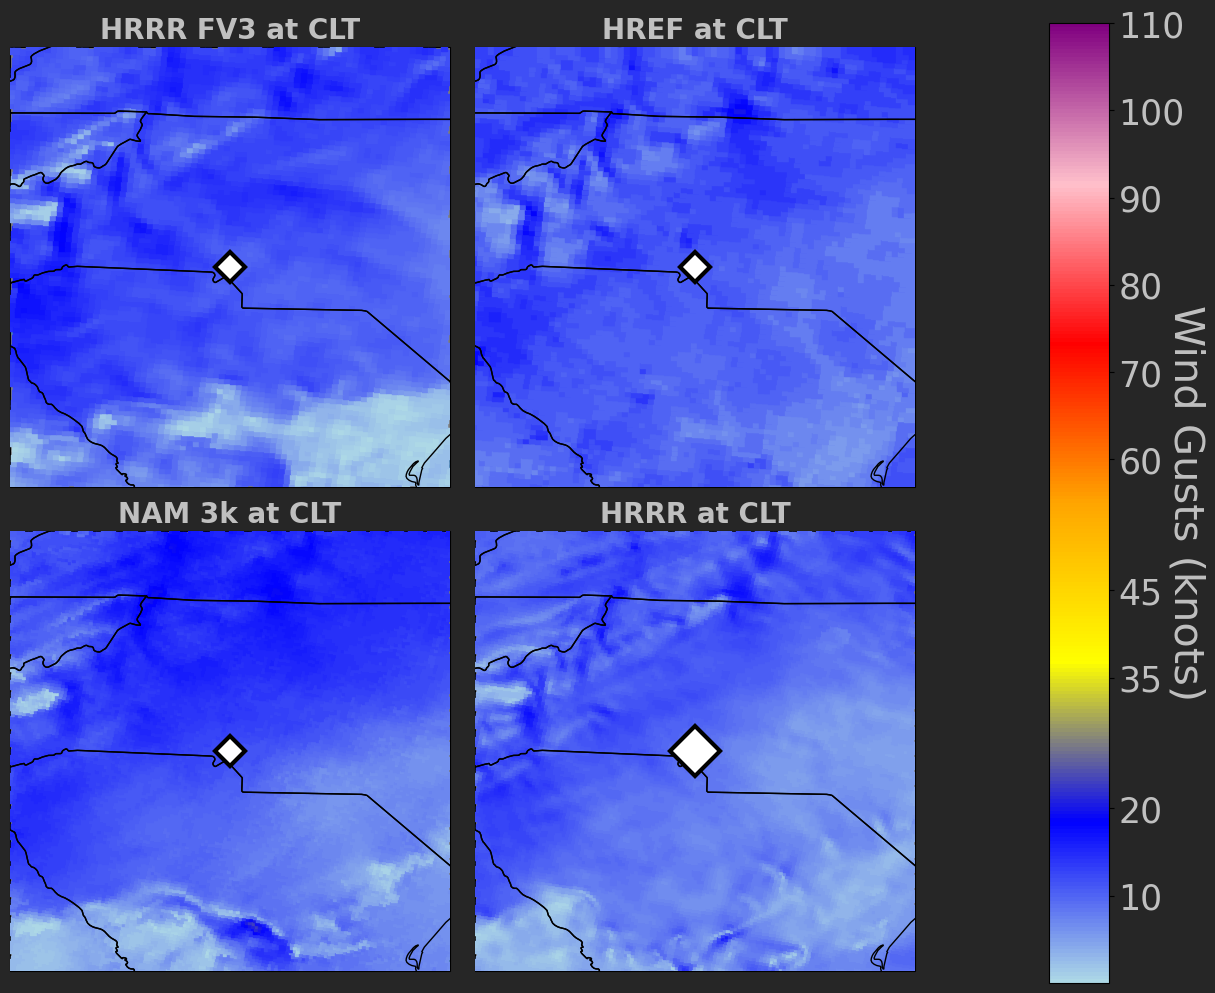 HRRR FV3 at CLT
HREF at CLT
NAM 3k at CLT
HRRR at CLT
110
100
90
80
70
60
45
35
20
10
Wind Gusts (knots)